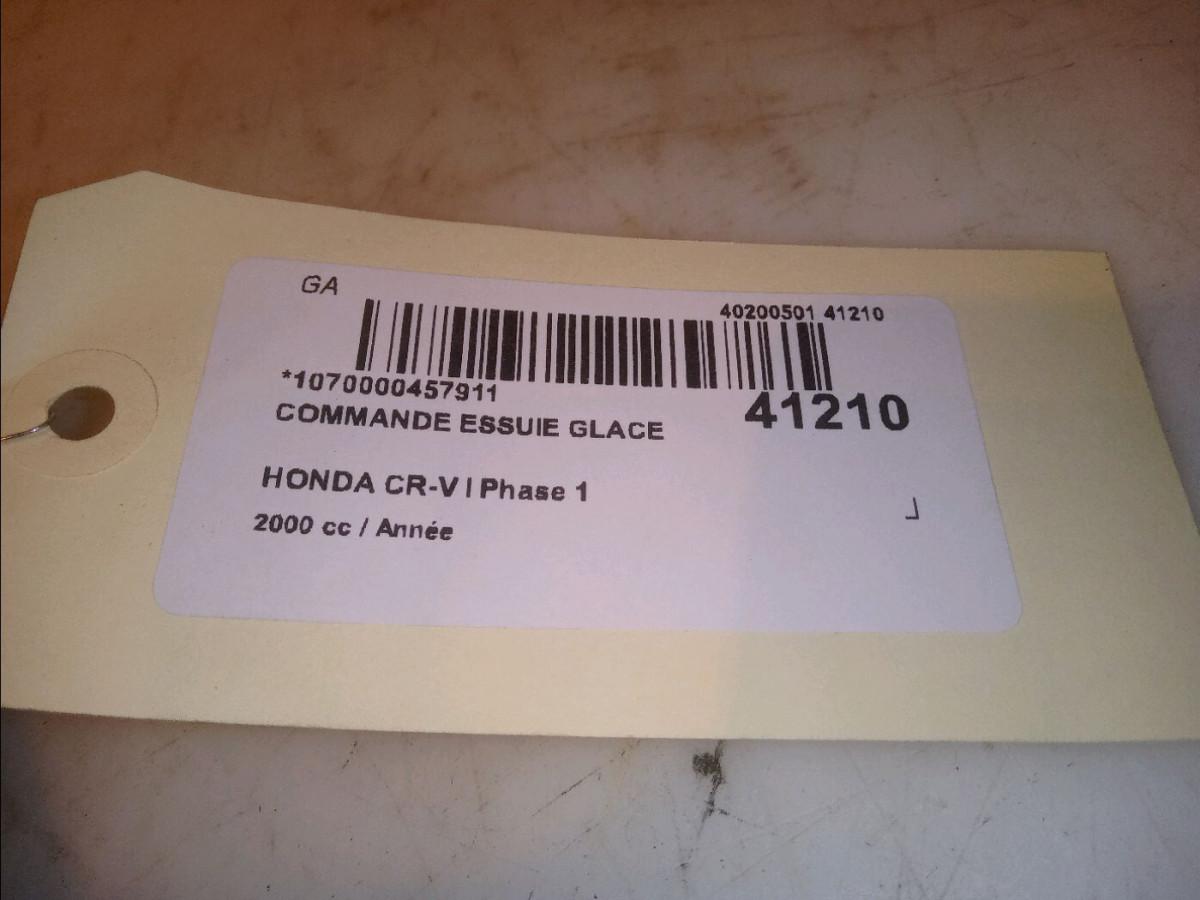 GA
40200501 41210
*1070000457911
41210
COMMANDE ESSUIE GLACE
HONDA CR-V I Phase 1
2000 cc / Année